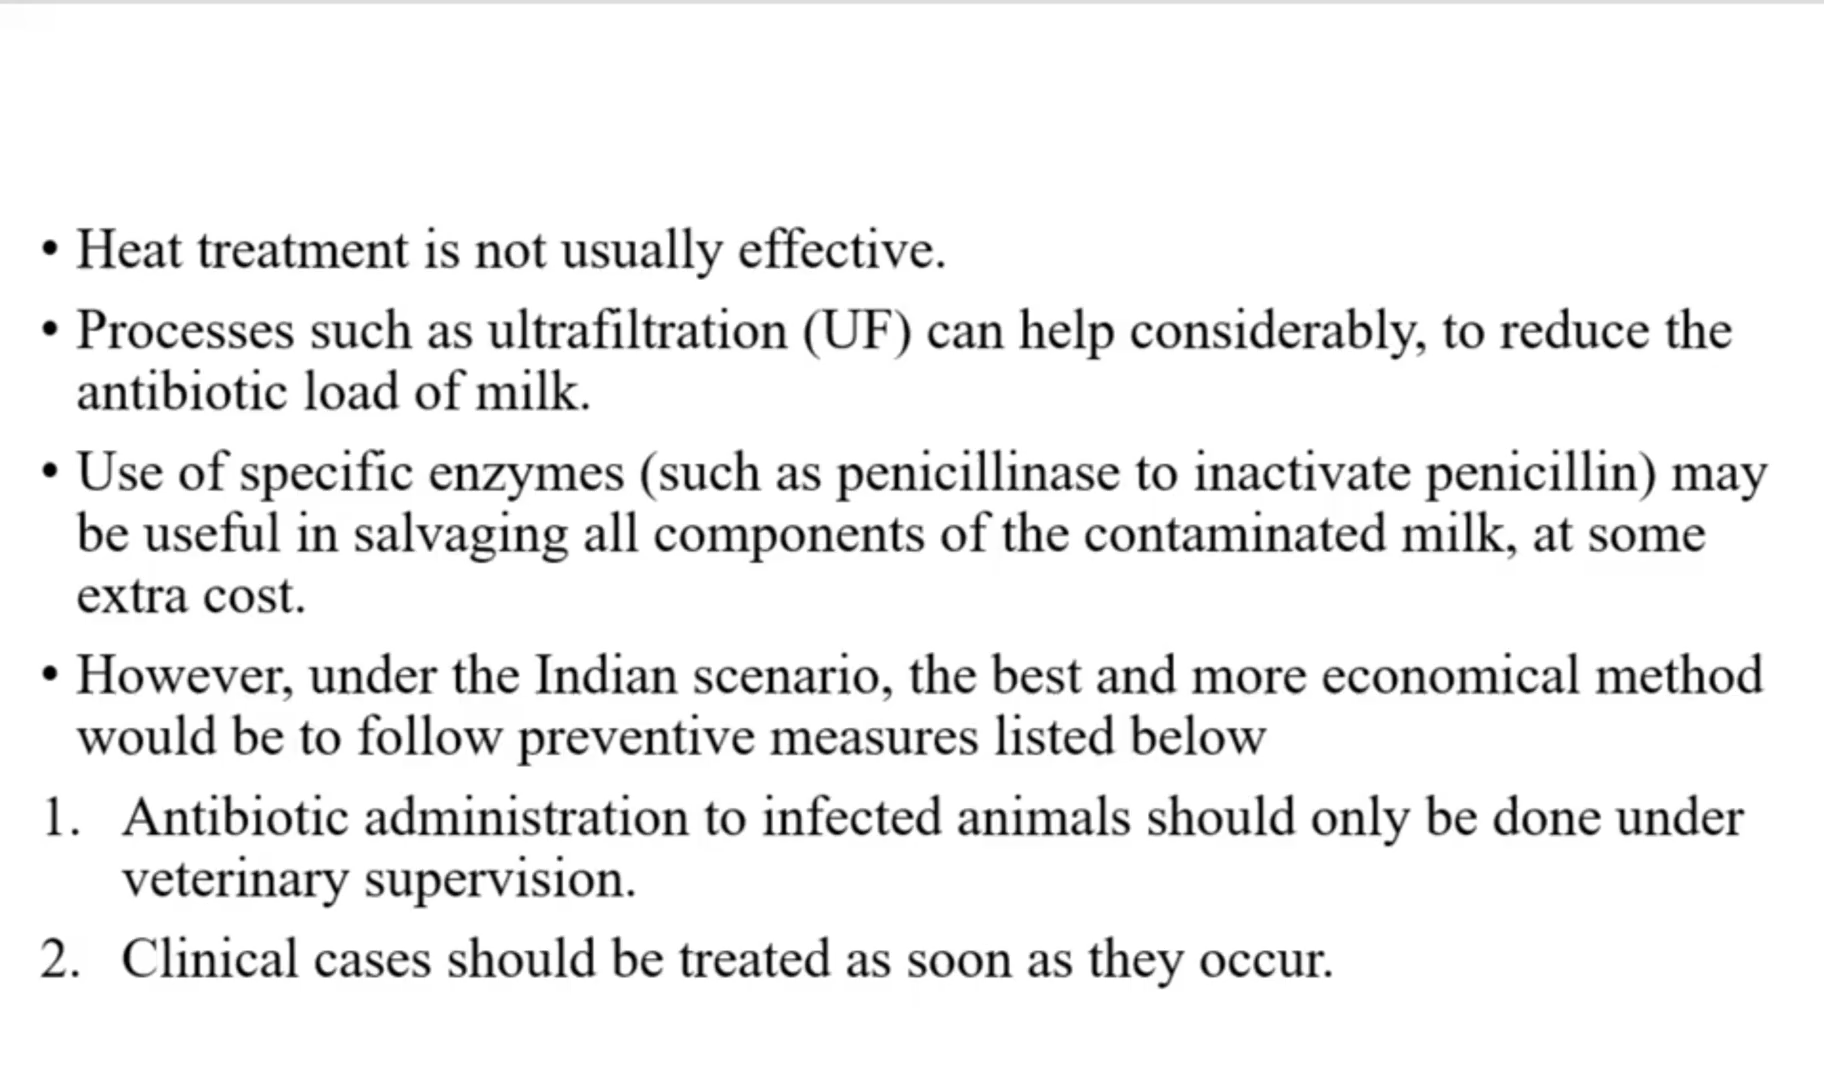 • Heat treatment is not usually effective.
• Processes such as ultrafiltration (UF) can help considerably, to reduce the
antibiotic load of milk.
• Use of specific enzymes (such as penicillinase to inactivate penicillin) may
be useful in salvaging all components of the contaminated milk, at some
extra cost.
• However, under the Indian scenario, the best and more economical method
would be to follow preventive measures listed below
1. Antibiotic administration to infected animals should only be done under
veterinary supervision.
2. Clinical cases should be treated as soon as they occur.